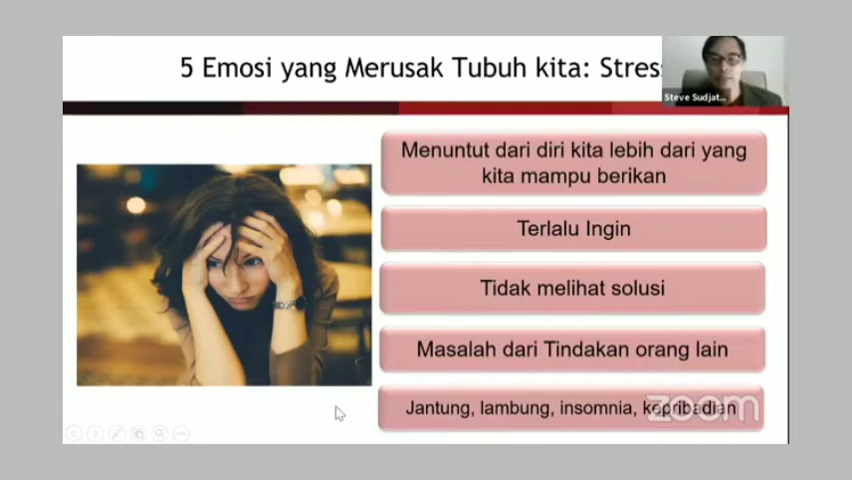 5 Emosi yang Merusak Tubuh kita: Stres
Steve Sudjat...
Menuntut dari diri kita lebih dari yang
kita mampu berikan
Terlalu Ingin
Tidak melihat solusi
Masalah dari Tindakan orang lain
Jantung, lambung, insomnia, kepribadian
zoom